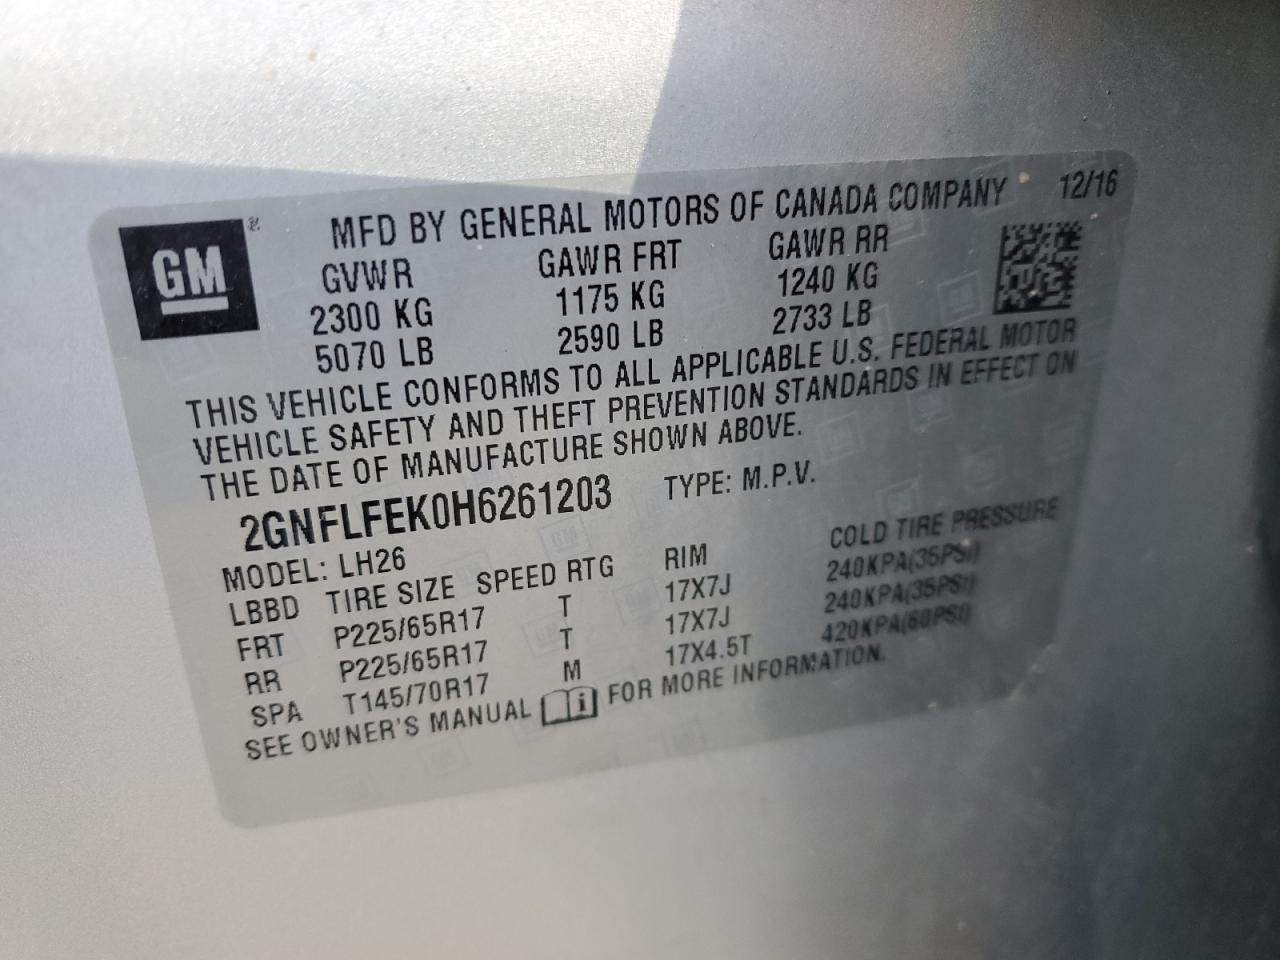 GM ® MFD BY GENERAL MOTORS OF CANADA COMPANY 12/16
GVWR GAWR FRT GAWR RR
2300 KG 1175 KG 1240 KG
5070 LB 2590 LB 2733 LB
THIS VEHICLE CONFORMS TO ALL APPLICABLE U.S. FEDERAL MOTOR
VEHICLE SAFETY AND THEFT PREVENTION STANDARDS IN EFFECT ON
THE DATE OF MANUFACTURE SHOWN ABOVE.
2GNFLFEK0H6261203 TYPE: M.P.V.
MODEL: LH26
LBBD TIRE SIZE SPEED RTG RIM COLD TIRE PRESSURE
FRT P225/65R17 T 17X7J 240KPA(35PSI)
RR P225/65R17 T 17X7J 240KPA(35PSI)
SPA T145/70R17 M 17X4.5T 420KPA(60PSI)
SEE OWNER'S MANUAL i FOR MORE INFORMATION.